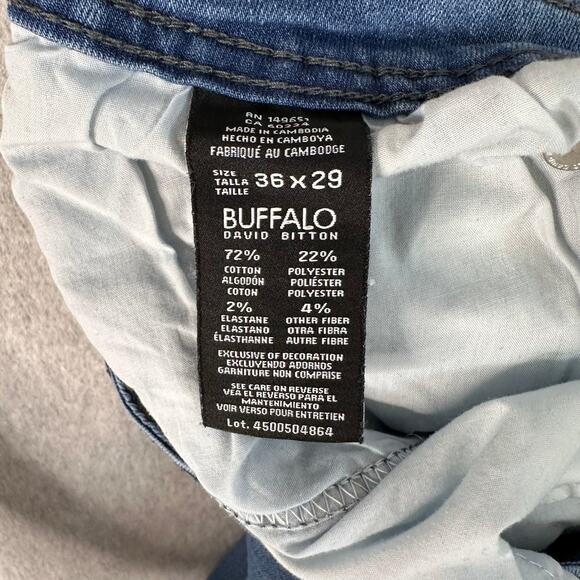 RN 149651
CA 60224
MADE IN CAMBODIA
HECHO EN CAMBOYA
FABRIQUÉ AU CAMBODGE
SIZE
TALLA 36 x 29
TAILLE
BUFFALO
DAVID BITTON
72% 22%
COTTON POLYESTER
ALGODÓN POLIÉSTER
COTON POLYESTER
2% 4%
ELASTANE OTHER FIBER
ELASTANO OTRA FIBRA
ÉLASTHANNE AUTRE FIBRE
EXCLUSIVE OF DECORATION
EXCLUYENDO ADORNOS
GARNITURE NON COMPRISE
SEE CARE ON REVERSE
VEA EL REVERSO PARA EL
MANTENIMIENTO
VOIR VERSO POUR ENTRETIEN
Lot. 4500504864